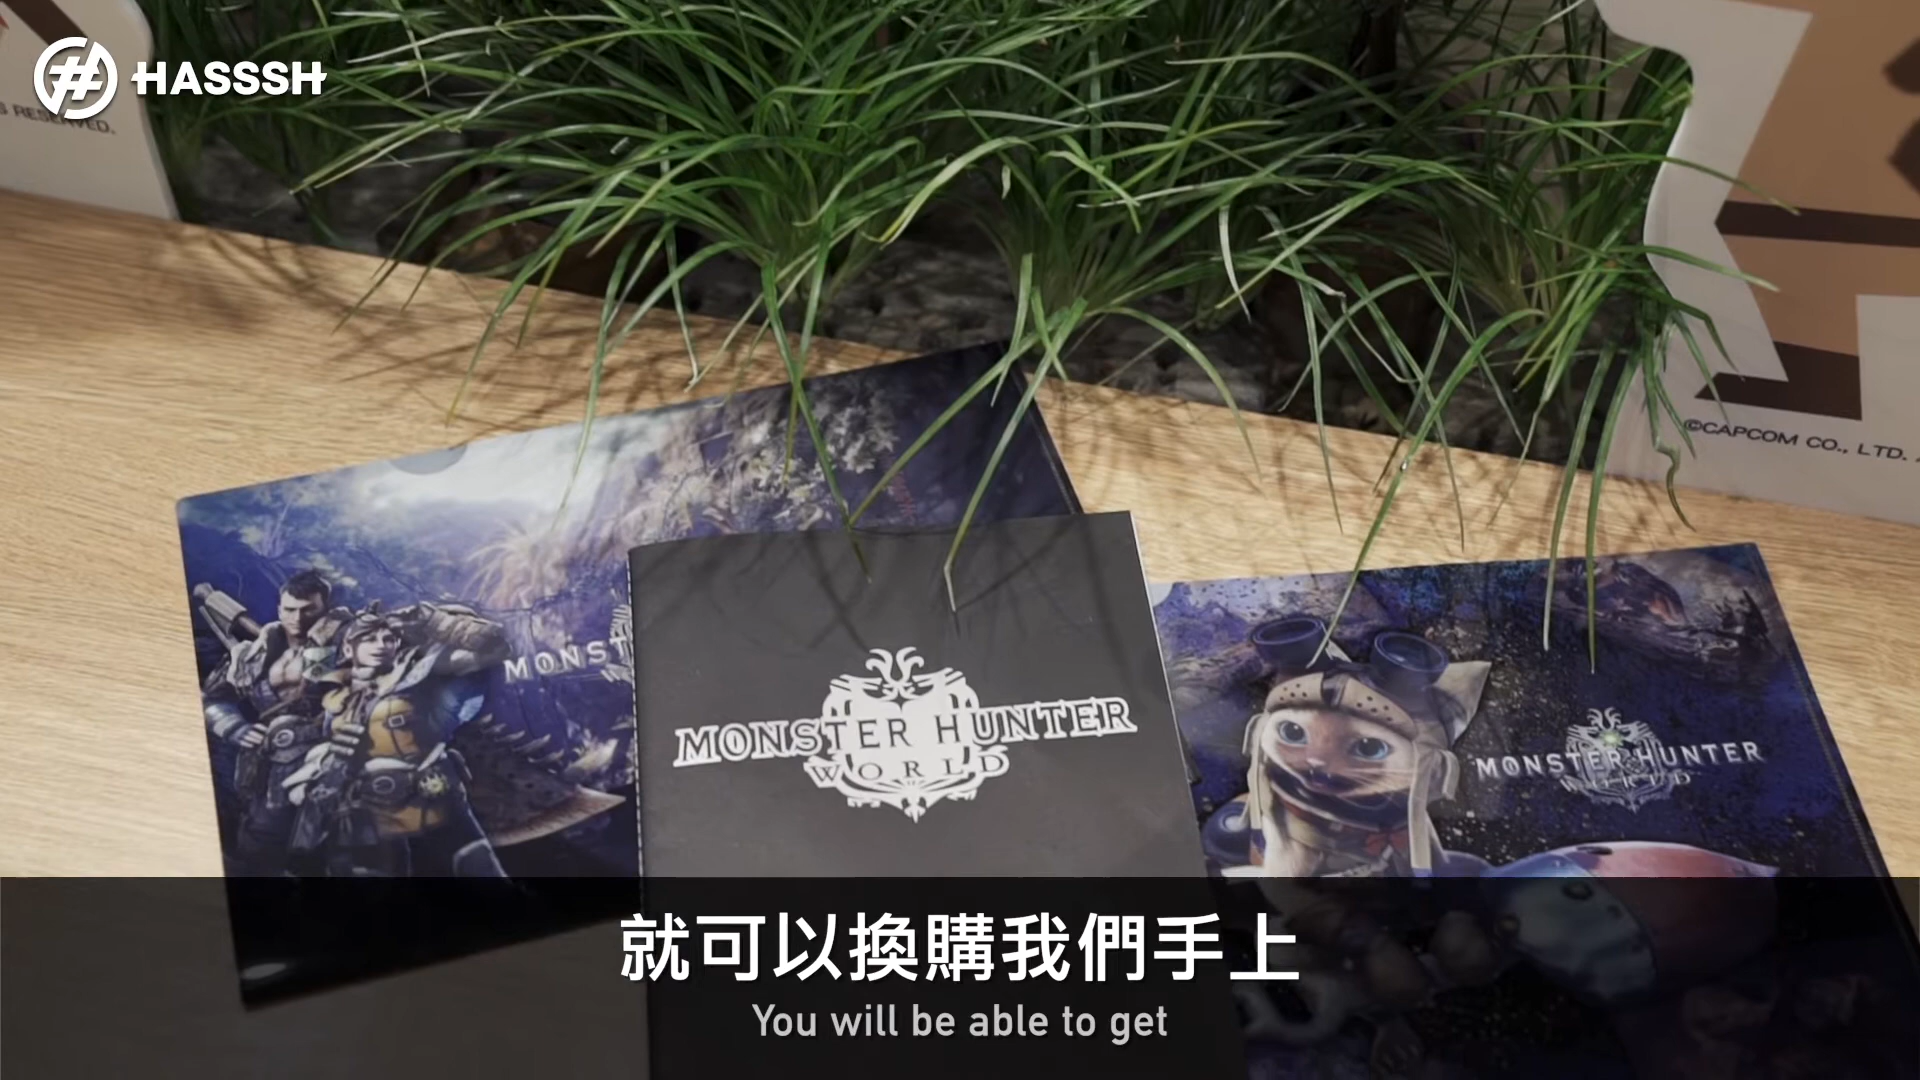 HASSSH
S RESERVED.
©CAPCOM CO., LTD.
MONST
MONSTER HUNTER
WORLD
MONSTER HUNTER
WORLD
就可以換購我們手上
You will be able to get